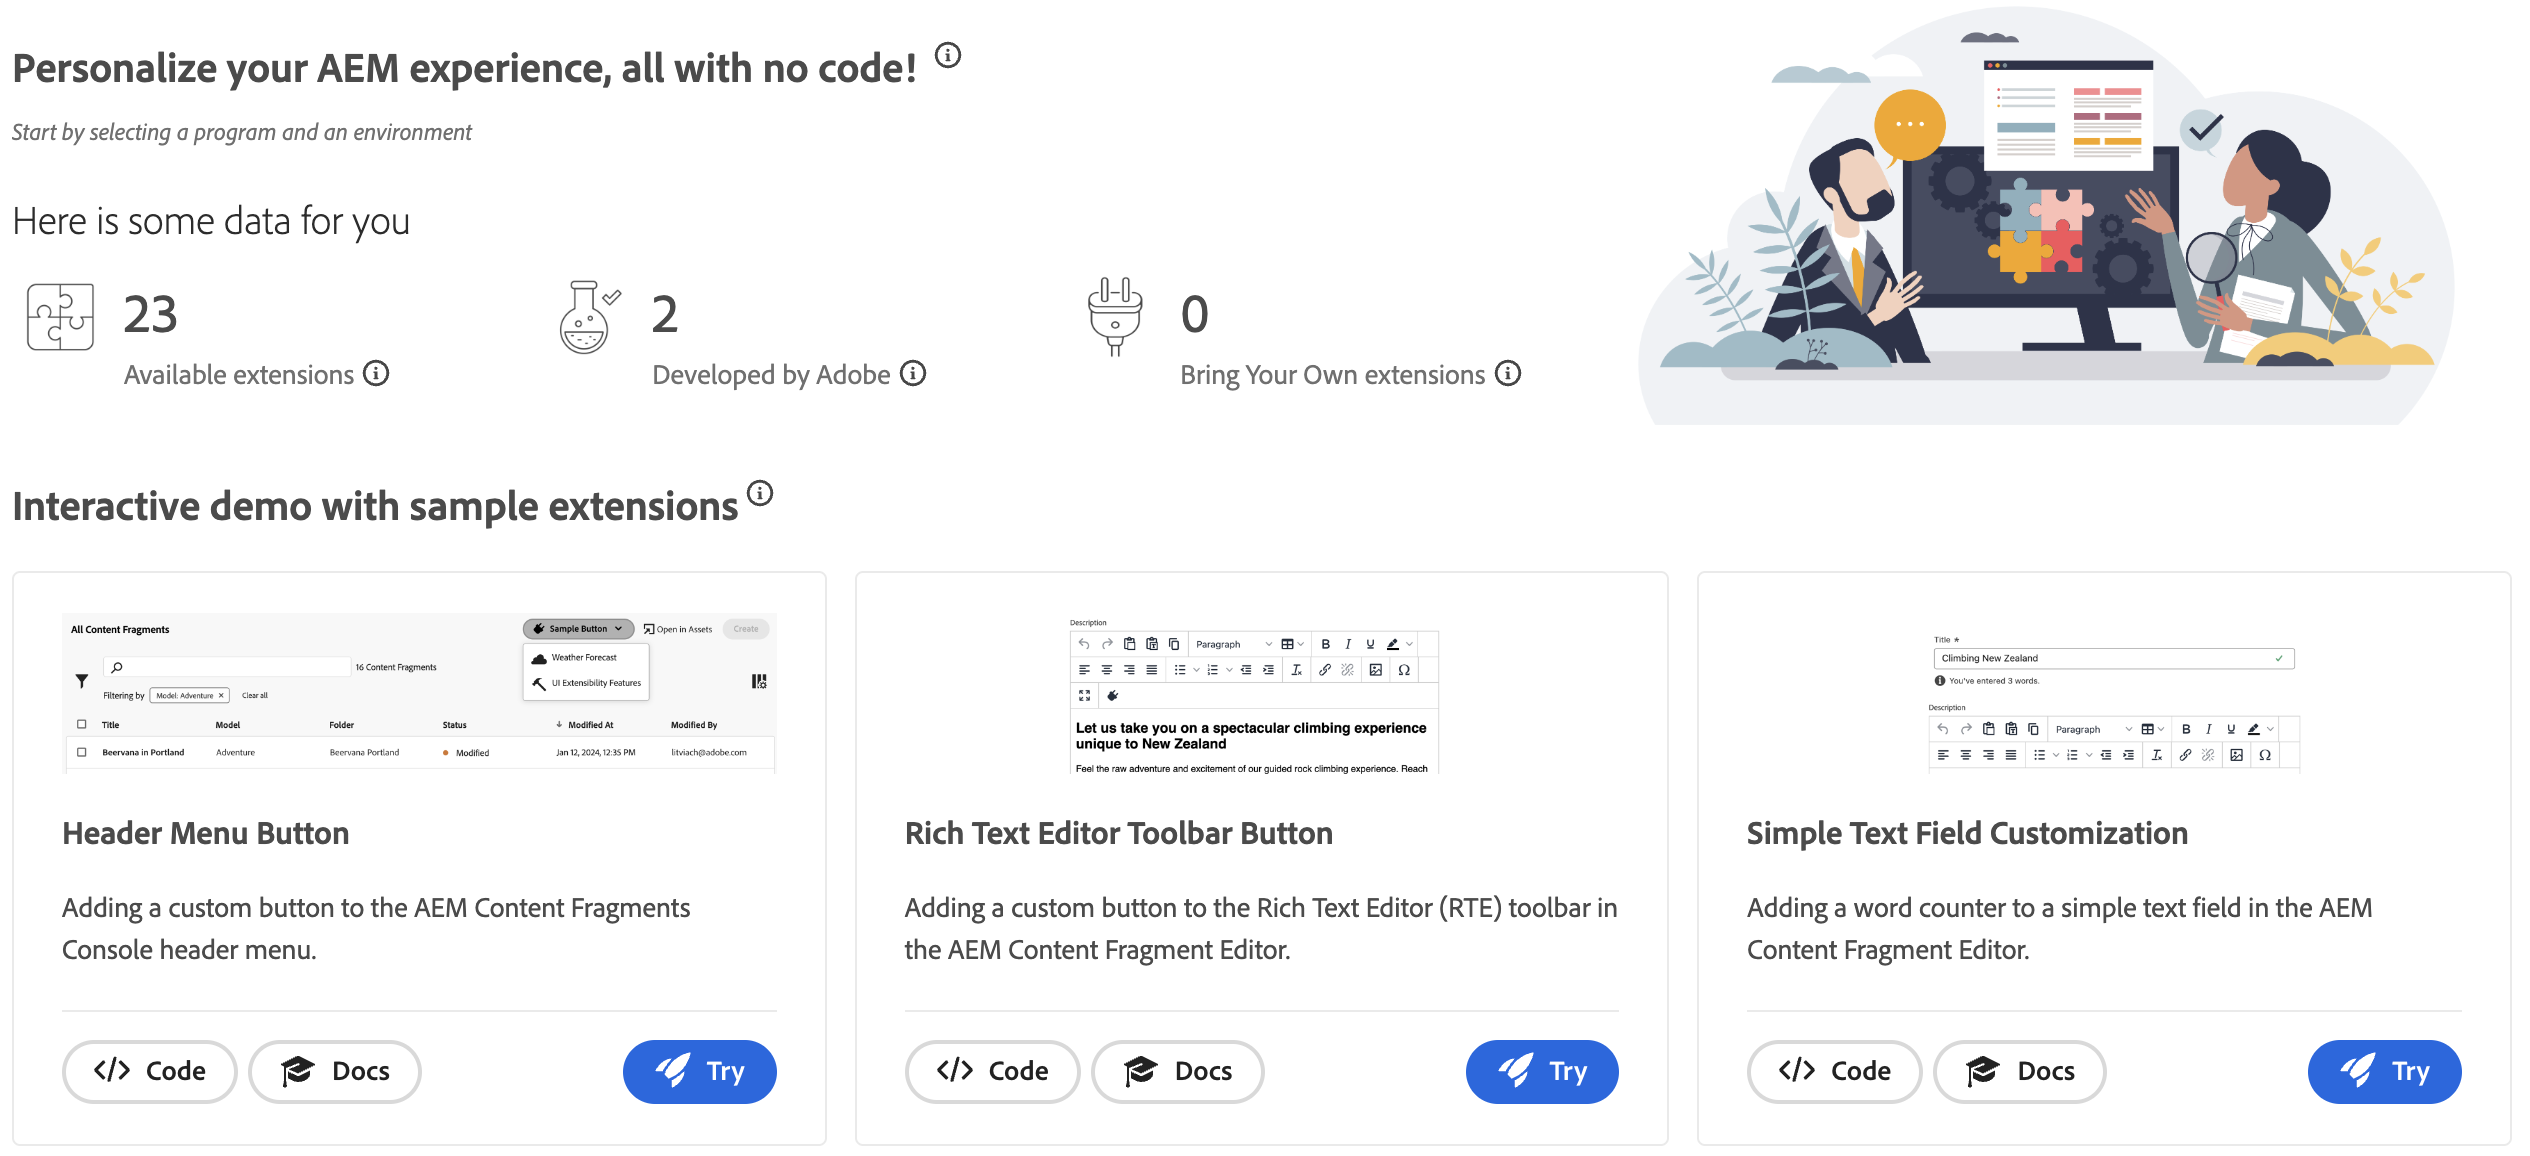 Personalize your AEM experience, all with no code!
Start by selecting a program and an environment
Here is some data for you
23
Available extensions
2
Developed by Adobe
0
Bring Your Own extensions
Interactive demo with sample extensions
All Content Fragments
Sample Button
Open in Assets
Create
Weather Forecast
UI Extensibility Features
16 Content Fragments
Filtering by
Model: Adventure
Clear all
Title Model Folder Status Modified At Modified By
Beervana in Portland Adventure Beervana Portland Modified Jan 12, 2024, 12:35 PM litviach@adobe.com
Header Menu Button
Adding a custom button to the AEM Content Fragments
Console header menu.
Code
Docs
Try
Description
Paragraph
Let us take you on a spectacular climbing experience
unique to New Zealand
Feel the raw adventure and excitement of our guided rock climbing experience. Reach
Rich Text Editor Toolbar Button
Adding a custom button to the Rich Text Editor (RTE) toolbar in
the AEM Content Fragment Editor.
Code
Docs
Try
Title *
Climbing New Zealand
You've entered 3 words.
Description
Paragraph
Simple Text Field Customization
Adding a word counter to a simple text field in the AEM
Content Fragment Editor.
Code
Docs
Try